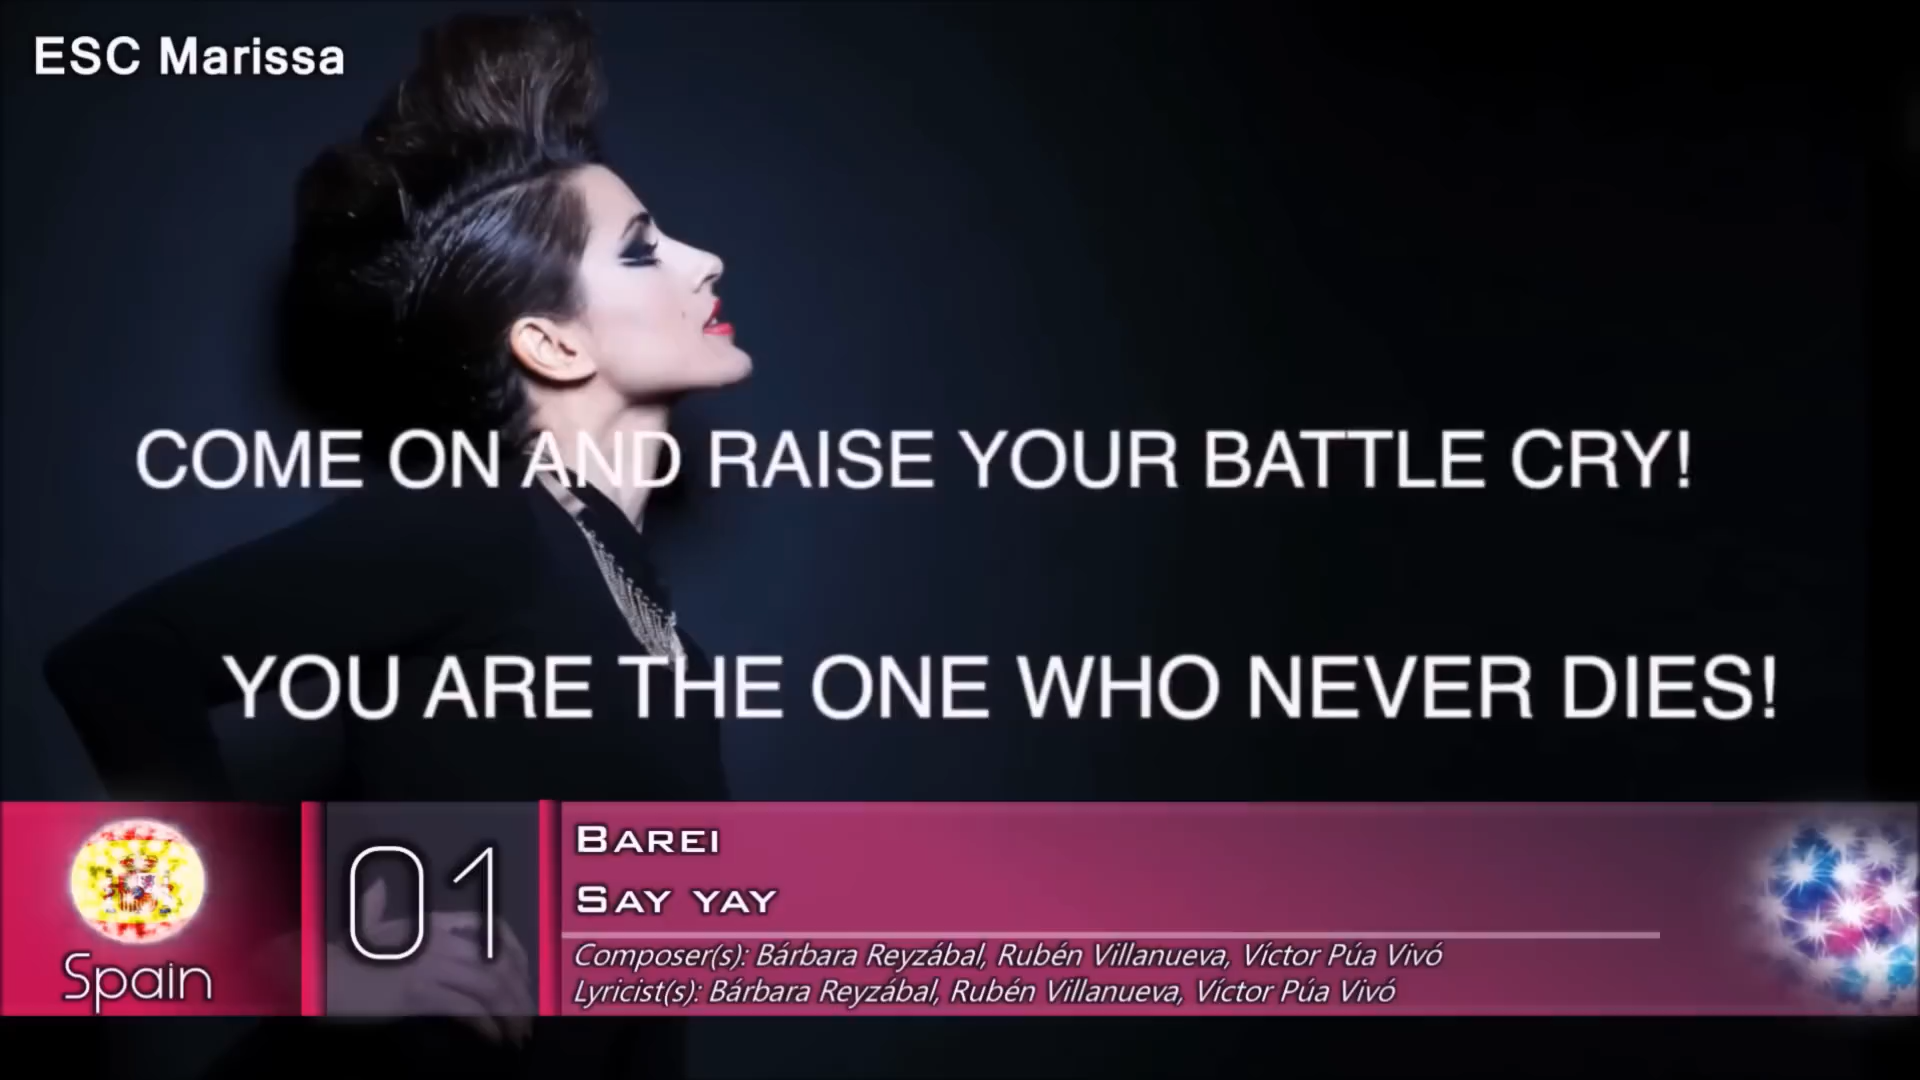 ESC Marissa
COME ON AND RAISE YOUR BATTLE CRY!
YOU ARE THE ONE WHO NEVER DIES!
Spain
01
BAREI
SAY YAY
Composer(s): Bárbara Reyzábal, Rubén Villanueva, Víctor Púa Vivó
Lyricist(s): Bárbara Reyzábal, Rubén Villanueva, Víctor Púa Vivó